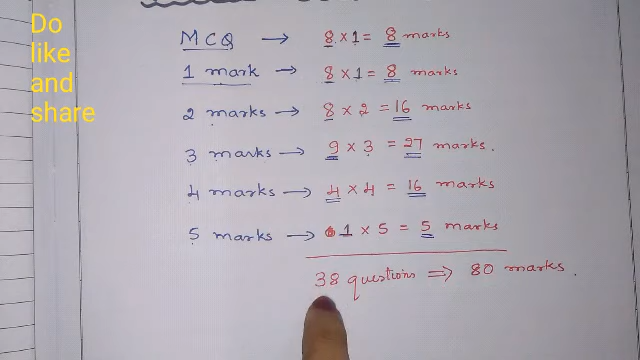 Do
like
and
share
MCQ → 8 × 1 = 8 marks
1 mark → 8 × 1 = 8 marks
2 marks → 8 × 2 = 16 marks
3 marks → 9 × 3 = 27 marks.
4 marks → 4 × 4 = 16 marks
5 marks → 1 × 5 = 5 marks
38 questions ⇒ 80 marks.